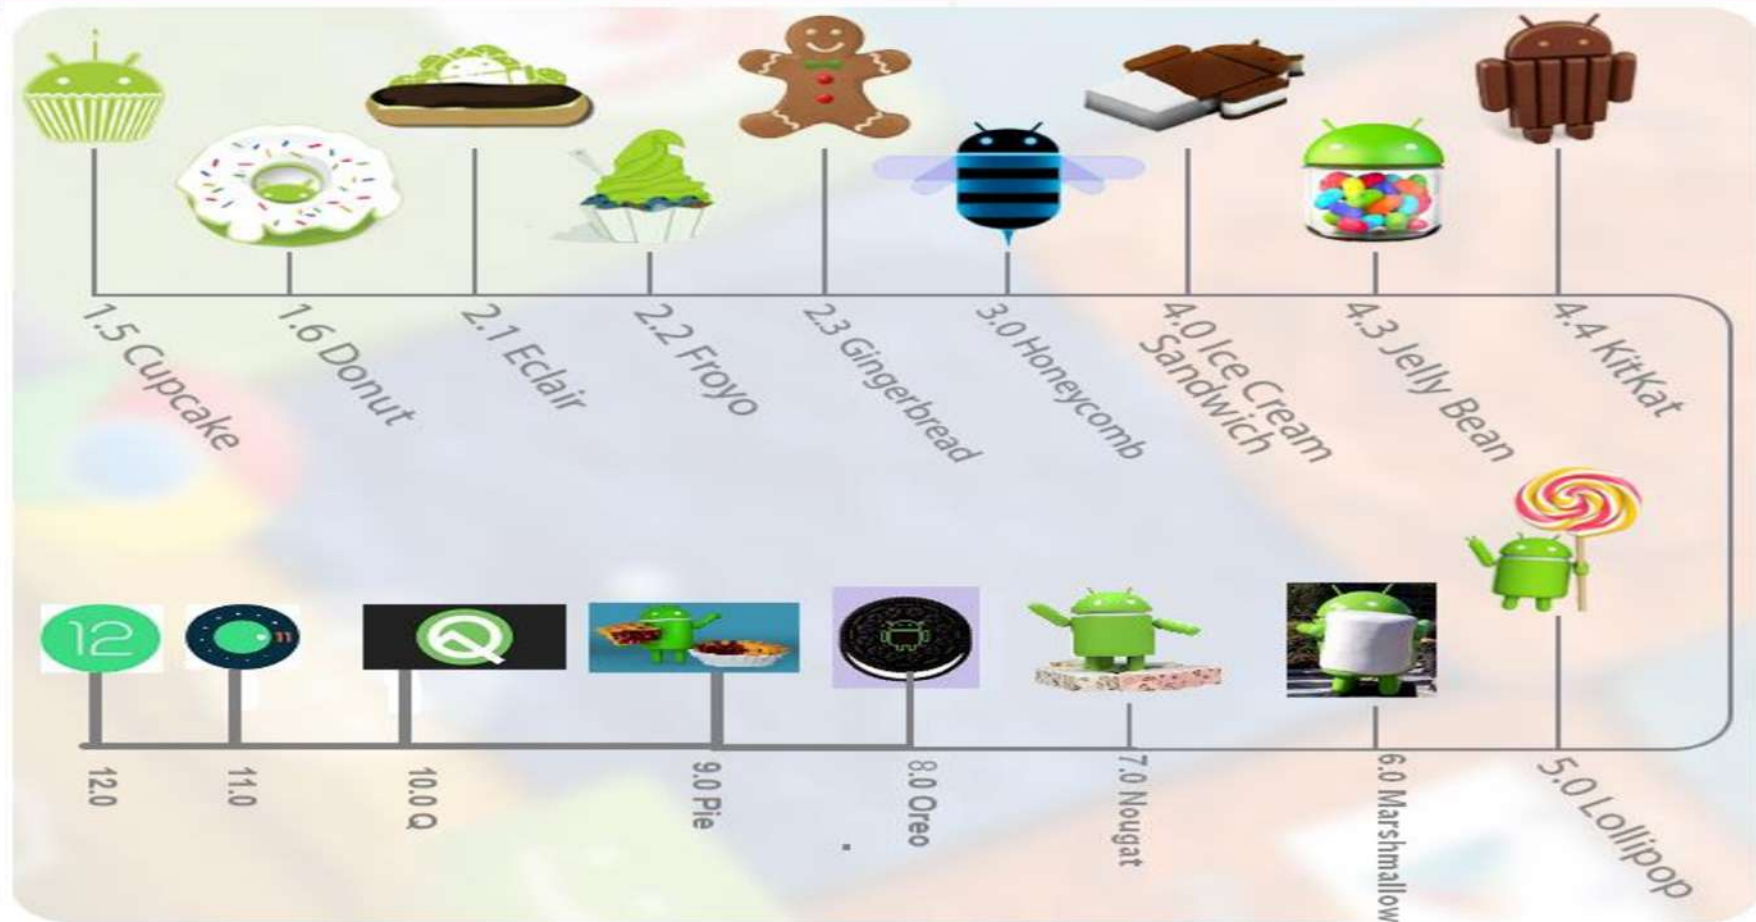 1.5 Cupcake
1.6 Donut
2.1 Eclair
2.2 Froyo
2.3 Gingerbread
3.0 Honeycomb
4.0 Ice Cream
Sandwich
4.3 Jelly Bean
4.4 KitKat
12
11
Q
12.0
11.0
10.0 Q
9.0 Pie
8.0 Oreo
7.0 Nougat
6.0 Marshmallow
5.0 Lollipop